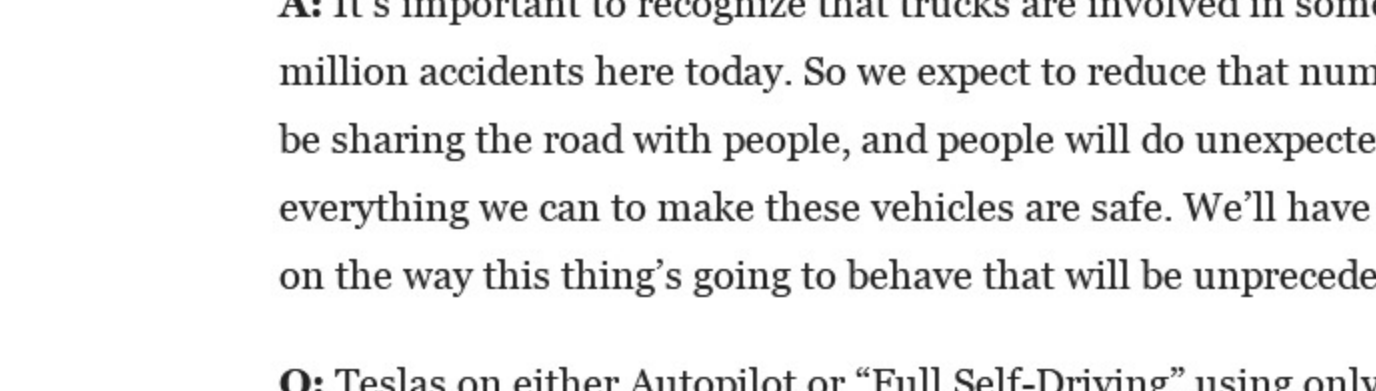 A: It's important to recognize that trucks are involved in some
million accidents here today. So we expect to reduce that num
be sharing the road with people, and people will do unexpecte
everything we can to make these vehicles are safe. We'll have
on the way this thing's going to behave that will be unprecede
Q: Teslas on either Autopilot or “Full Self-Driving” using only